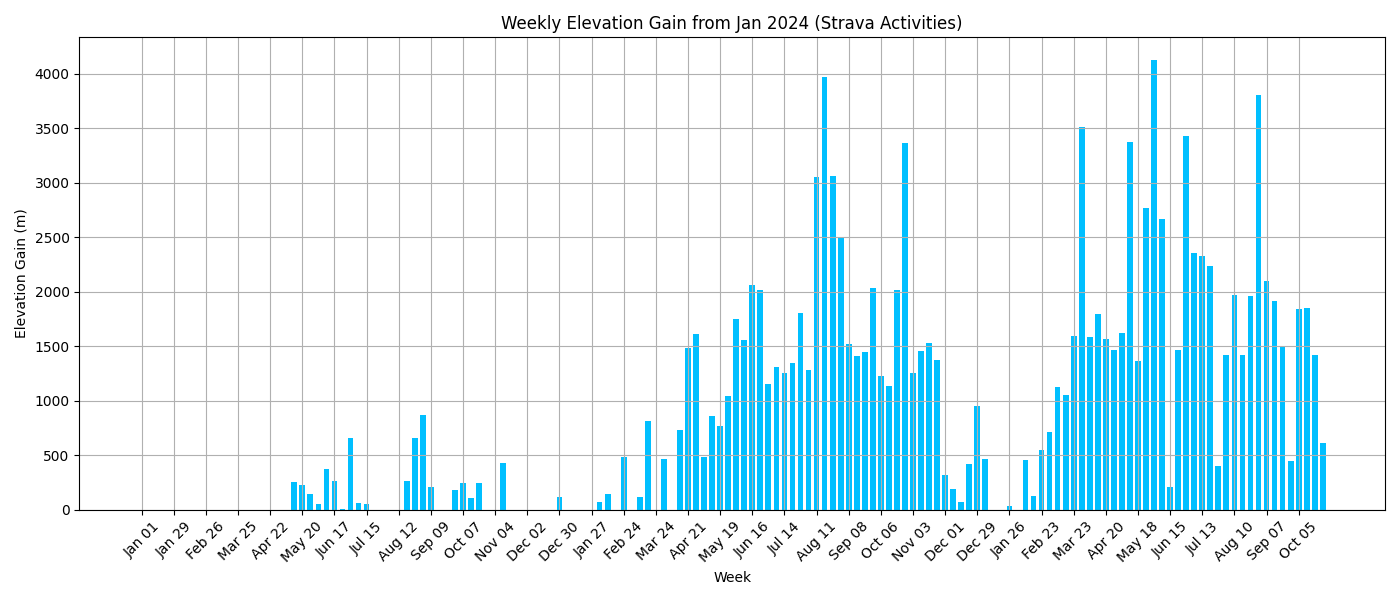 Weekly Elevation Gain from Jan 2024 (Strava Activities)
Elevation Gain (m)
4000
3500
3000
2500
2000
1500
1000
500
0
Jan 01
Jan 29
Feb 26
Mar 25
Apr 22
May 20
Jun 17
Jul 15
Aug 12
Sep 09
Oct 07
Nov 04
Dec 02
Dec 30
Jan 27
Feb 24
Mar 24
Apr 21
May 19
Jun 16
Jul 14
Aug 11
Sep 08
Oct 06
Nov 03
Dec 01
Dec 29
Jan 26
Feb 23
Mar 23
Apr 20
May 18
Jun 15
Jul 13
Aug 10
Sep 07
Oct 05
Week